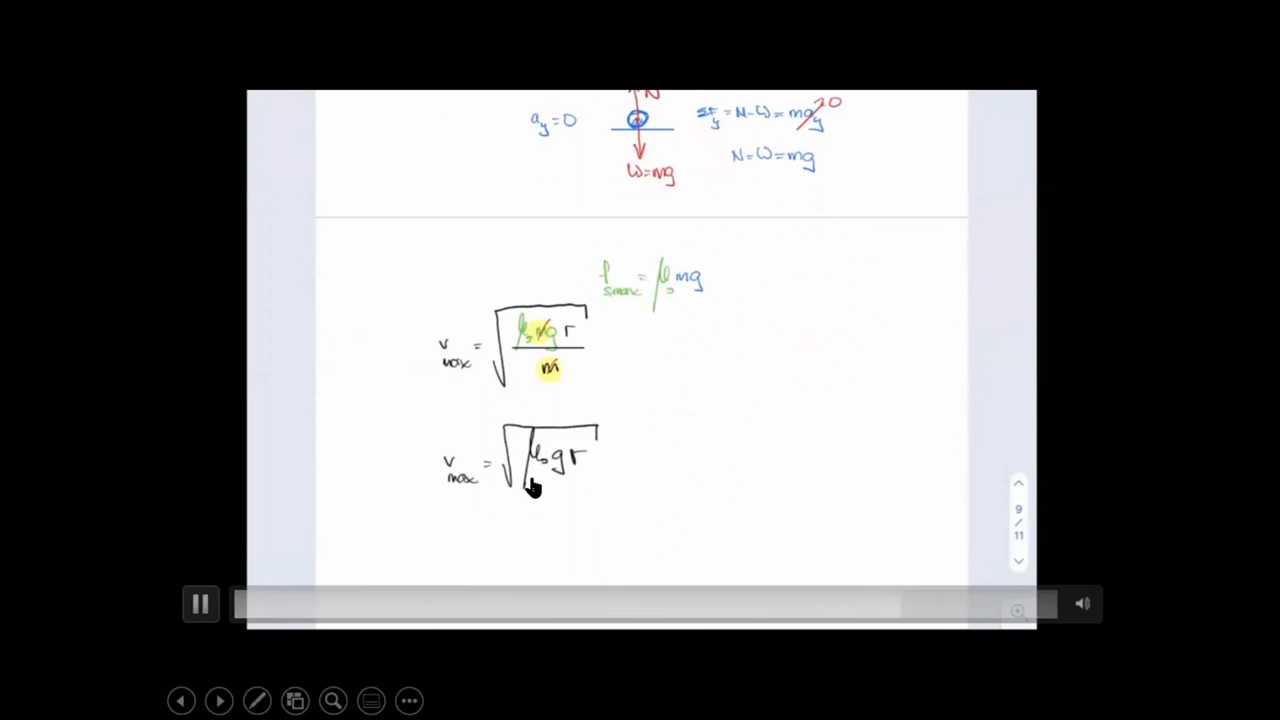 N
a_y = 0
ΣF_y = N - W = ma_y 0
W = mg
N = W = mg
f_s,max = μ_s mg
v_max = √(μ_s mg r / m)
v_max = √(μ_s g r)
9
/
11